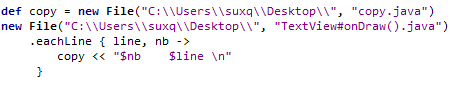 def copy = new File("C:\\Users\\suxq\\Desktop\\", "copy.java")
new File("C:\\Users\\suxq\\Desktop\\", "TextView#onDraw().java")
    .eachLine { line, nb ->
        copy << "$nb    $line \n"
    }